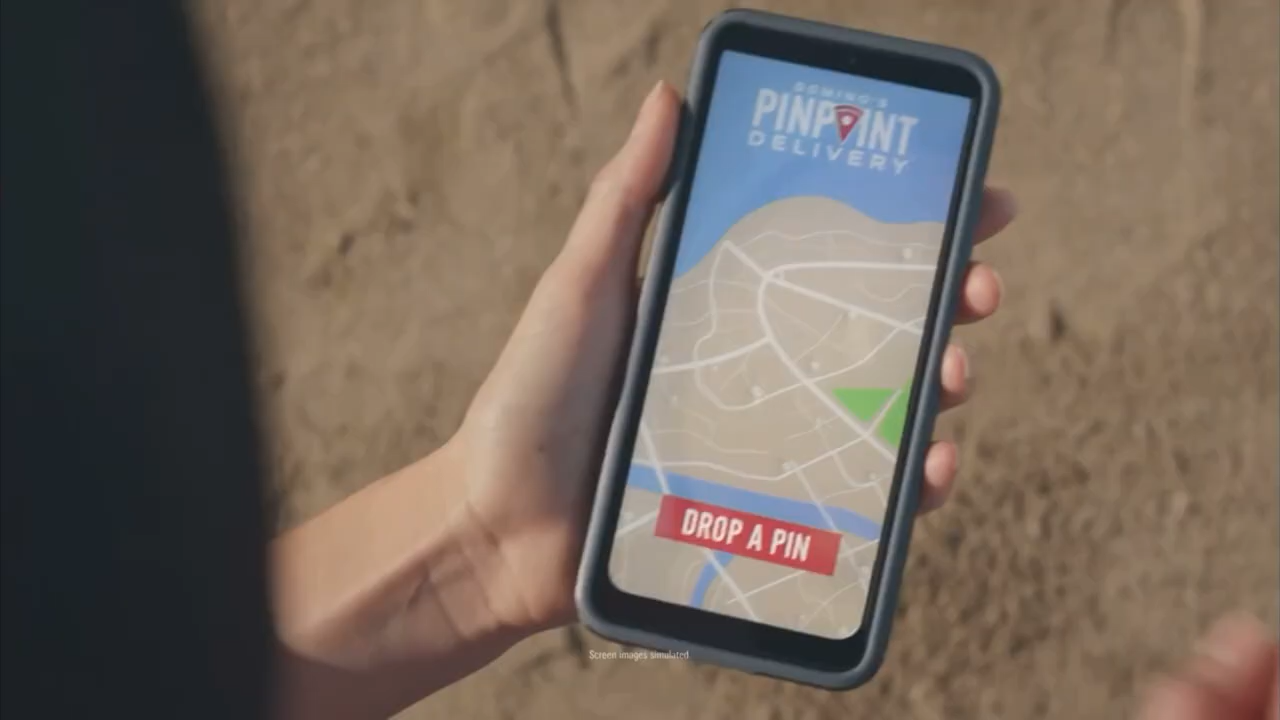 DOMINO'S
PINPOINT
DELIVERY
DROP A PIN
Screen images simulated.